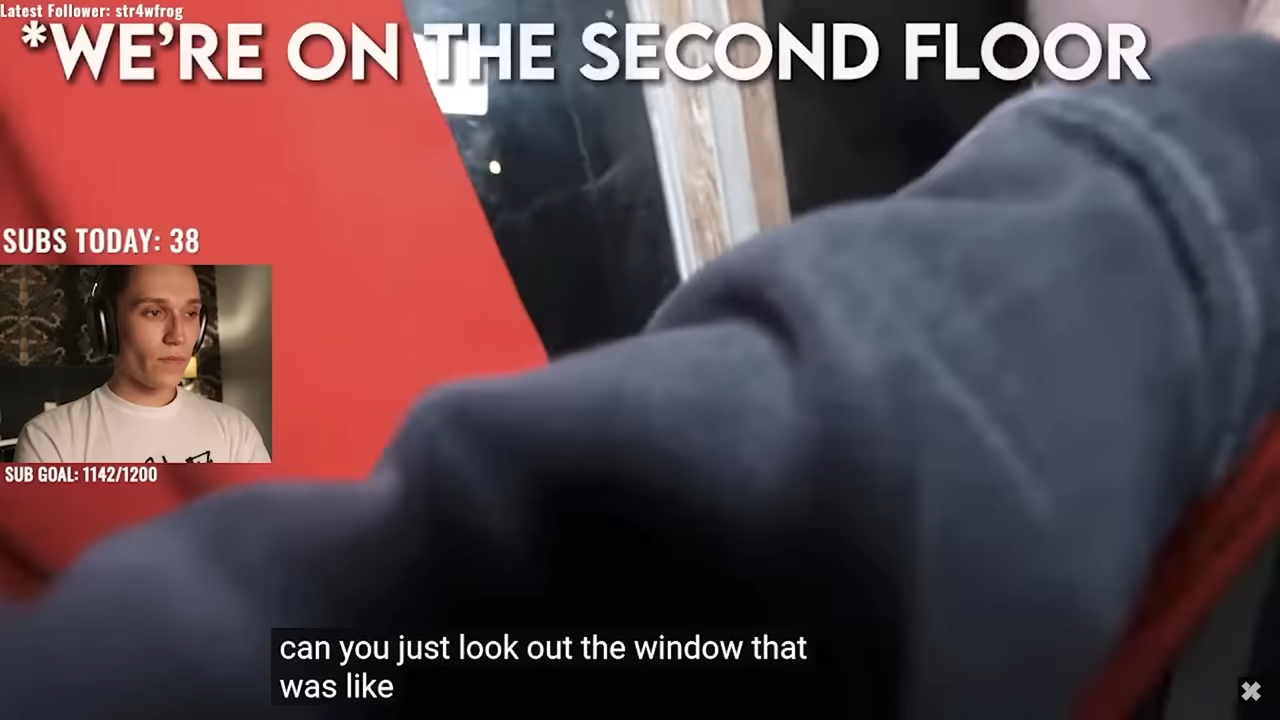 Latest Follower: str4wfrog
*WE'RE ON THE SECOND FLOOR
SUBS TODAY: 38
SUB GOAL: 1142/1200
can you just look out the window that
was like